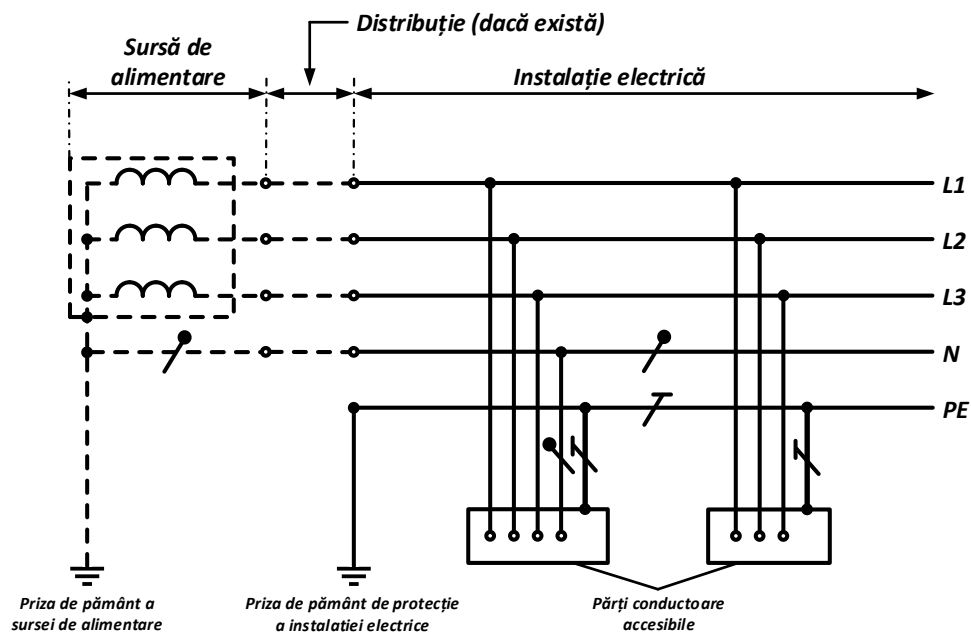 Distribuție (dacă există)
Sursă de
alimentare
Instalație electrică
L1
L2
L3
N
PE
Priza de pământ a
sursei de alimentare
Priza de pământ de protecție
a instalatiei electrice
Părți conductoare
accesibile